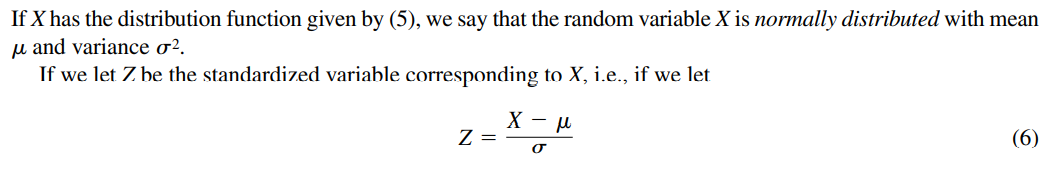 If X has the distribution function given by (5), we say that the random variable X is normally distributed with mean
μ and variance σ².
If we let Z be the standardized variable corresponding to X, i.e., if we let
Z = (X − μ) / σ (6)